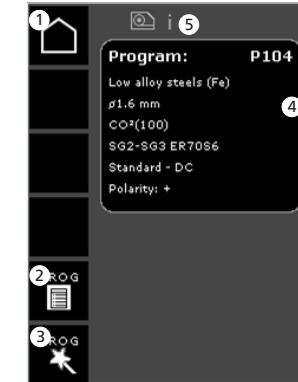 1
i
5
Program: P104
Low alloy steels (Fe)
ø1.6 mm
CO²(100)
SG2-SG3 ER70S6
Standard - DC
Polarity: +
4
2
ROG
3
ROG